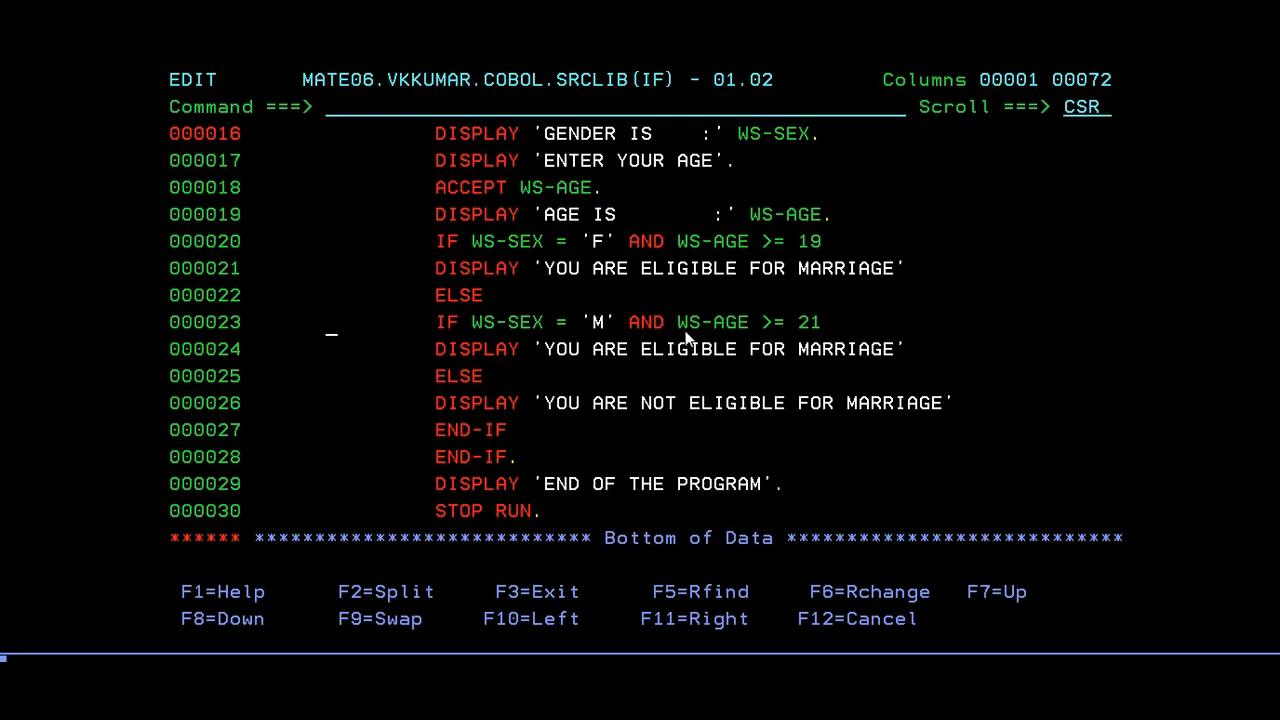 EDIT       MATE06.VKKUMAR.COBOL.SRCLIB(IF) - 01.02         Columns 00001 00072
Command ===>                                                  Scroll ===> CSR
000016                DISPLAY 'GENDER IS    :' WS-SEX.
000017                DISPLAY 'ENTER YOUR AGE'.
000018                ACCEPT WS-AGE.
000019                DISPLAY 'AGE IS        :' WS-AGE.
000020                IF WS-SEX = 'F' AND WS-AGE >= 19
000021                DISPLAY 'YOU ARE ELIGIBLE FOR MARRIAGE'
000022                ELSE
000023       _        IF WS-SEX = 'M' AND WS-AGE >= 21
000024                DISPLAY 'YOU ARE ELIGIBLE FOR MARRIAGE'
000025                ELSE
000026                DISPLAY 'YOU ARE NOT ELIGIBLE FOR MARRIAGE'
000027                END-IF
000028                END-IF.
000029                DISPLAY 'END OF THE PROGRAM'.
000030                STOP RUN.
****** **************************** Bottom of Data ****************************
F1=Help      F2=Split     F3=Exit      F5=Rfind     F6=Rchange   F7=Up
F8=Down      F9=Swap     F10=Left     F11=Right    F12=Cancel